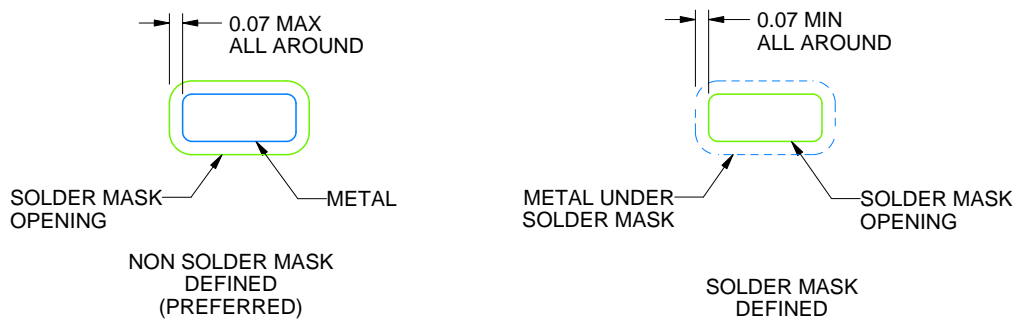 0.07 MAX
ALL AROUND
SOLDER MASK
OPENING
METAL
NON SOLDER MASK
DEFINED
(PREFERRED)
0.07 MIN
ALL AROUND
METAL UNDER
SOLDER MASK
SOLDER MASK
OPENING
SOLDER MASK
DEFINED